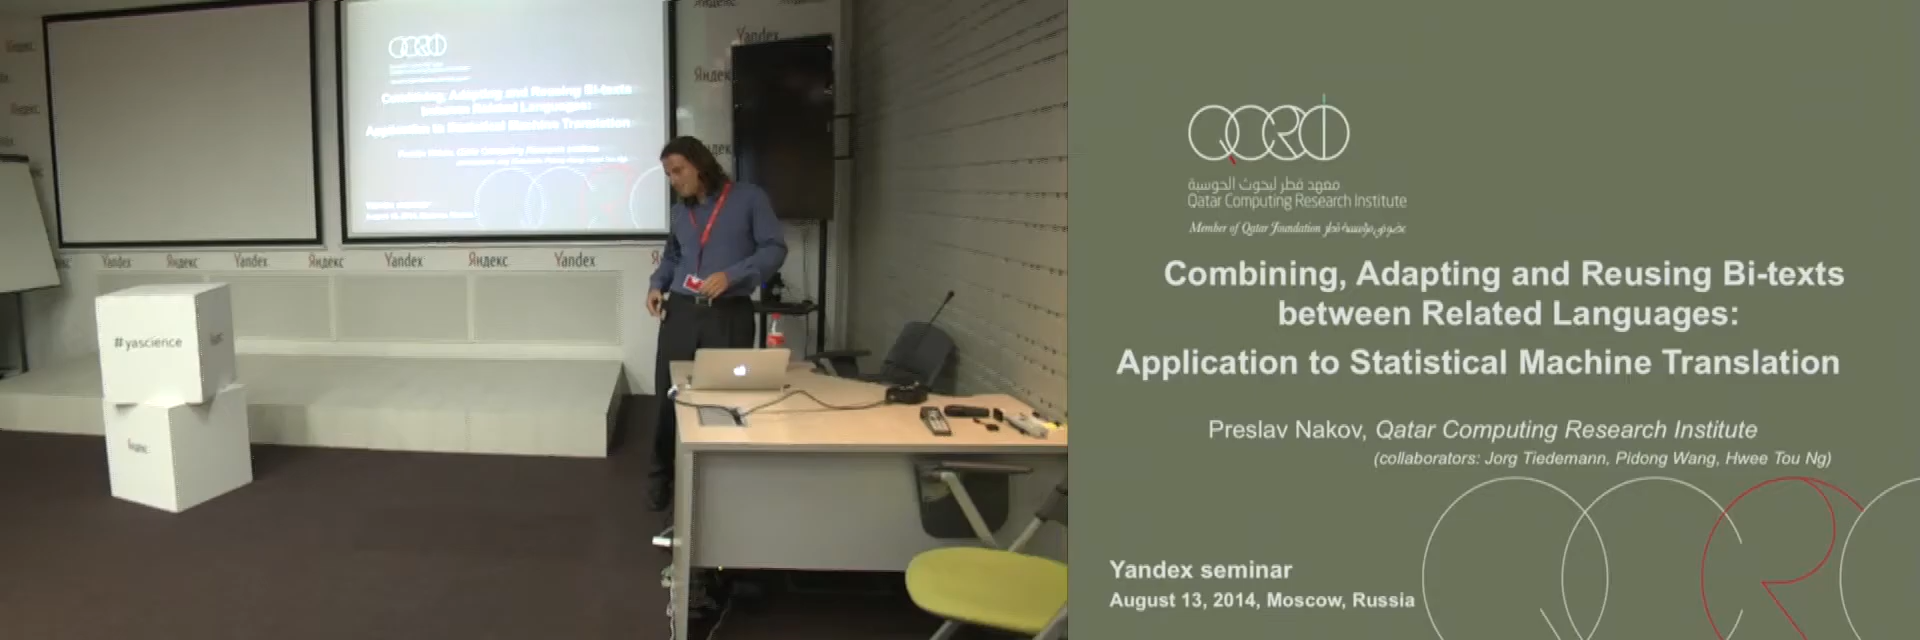 Yandex
Яндекс
Yandex
Яндекс
Yandex
Яндекс
Yandex
Яндекс
Yandex
#yascience
QCRI
معهد قطر لبحوث الحوسبة
Qatar Computing Research Institute
Member of Qatar Foundation عضو في مؤسسة قطر
Combining, Adapting and Reusing Bi-texts
between Related Languages:
Application to Statistical Machine Translation
Preslav Nakov, Qatar Computing Research Institute
(collaborators: Jorg Tiedemann, Pidong Wang, Hwee Tou Ng)
Yandex seminar
August 13, 2014, Moscow, Russia